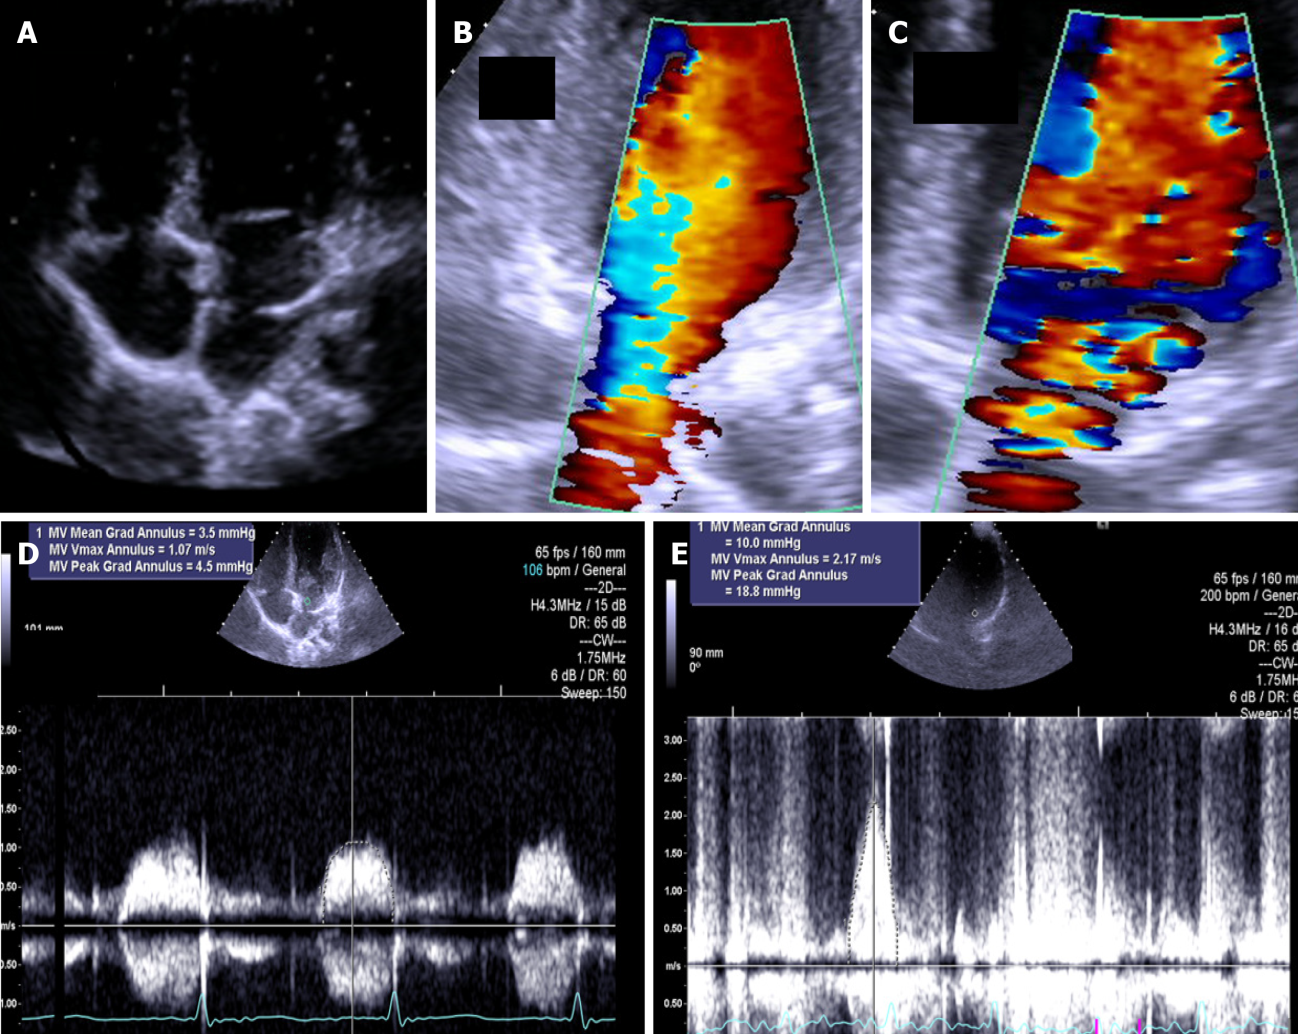 A
B
C
D
1 MV Mean Grad Annulus = 3.5 mmHg
MV Vmax Annulus = 1.07 m/s
MV Peak Grad Annulus = 4.5 mmHg
65 fps / 160 mm
106 bpm / General
---2D---
H4.3MHz / 15 dB
DR: 65 dB
---CW---
1.75MHz
6 dB / DR: 60
Sweep: 150
2.50
2.00
1.50
1.00
0.50
m/s
0.50
1.00
E
1 MV Mean Grad Annulus
= 10.0 mmHg
MV Vmax Annulus = 2.17 m/s
MV Peak Grad Annulus
= 18.8 mmHg
65 fps / 160 m
200 bpm / Genera
---2D--
H4.3MHz / 16 d
DR: 65 d
---CW--
1.75MH
6 dB / DR: 6
Sweep: 15
90 mm
0°
3.00
2.50
2.00
1.50
1.00
0.50
m/s
0.50